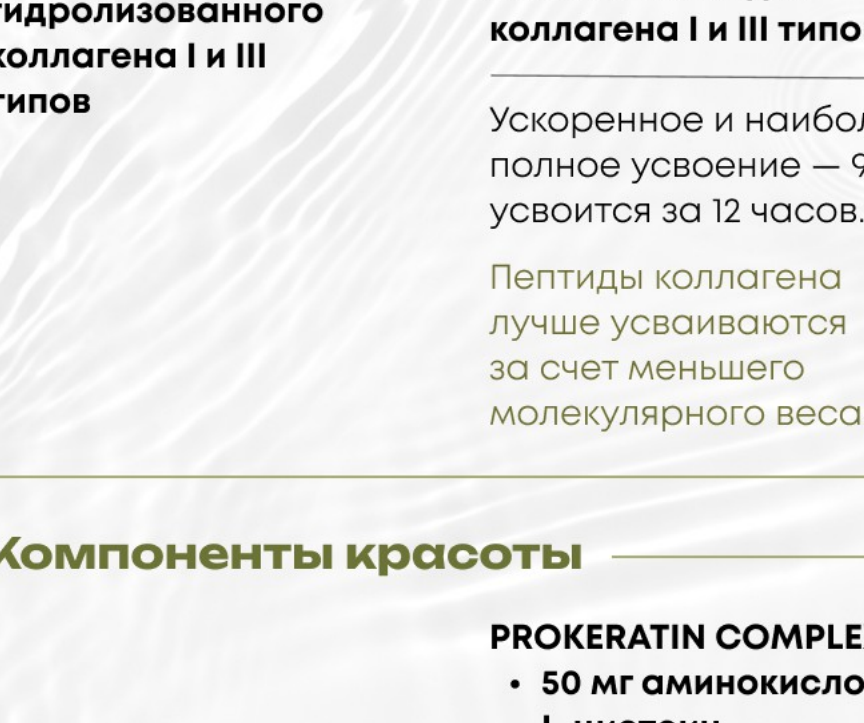 гидролизованного
коллагена I и III
типов
коллагена I и III типо
Ускоренное и наибол
полное усвоение — 9
усвоится за 12 часов.
Пептиды коллагена
лучше усваиваются
за счет меньшего
молекулярного веса
Компоненты красоты
PROKERATIN COMPLE
• 50 мг аминокисло